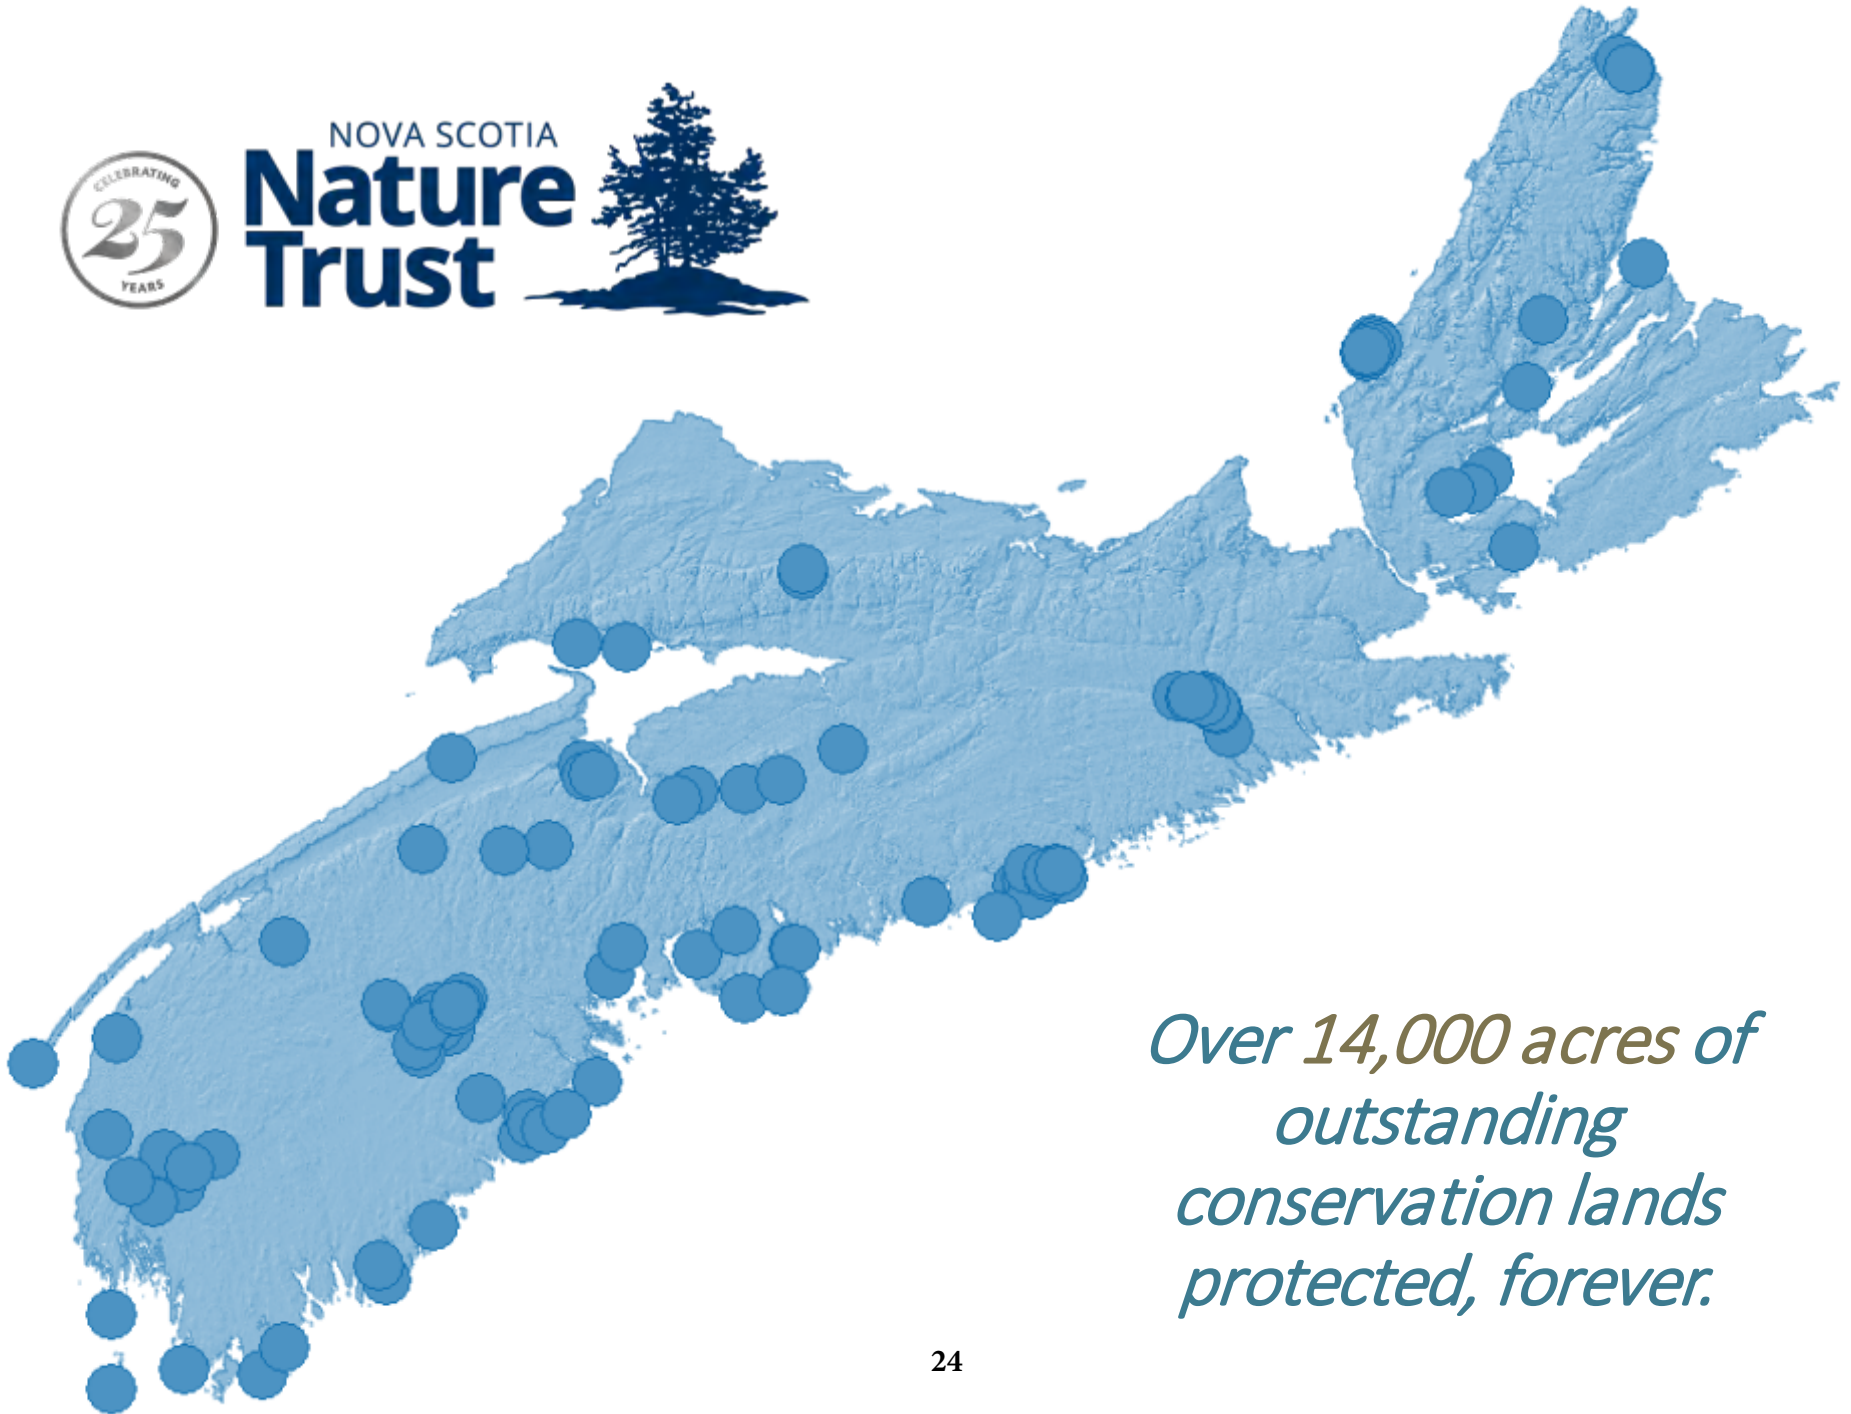 CELEBRATING
25
YEARS
NOVA SCOTIA
Nature
Trust
Over 14,000 acres of
outstanding
conservation lands
protected, forever.
24